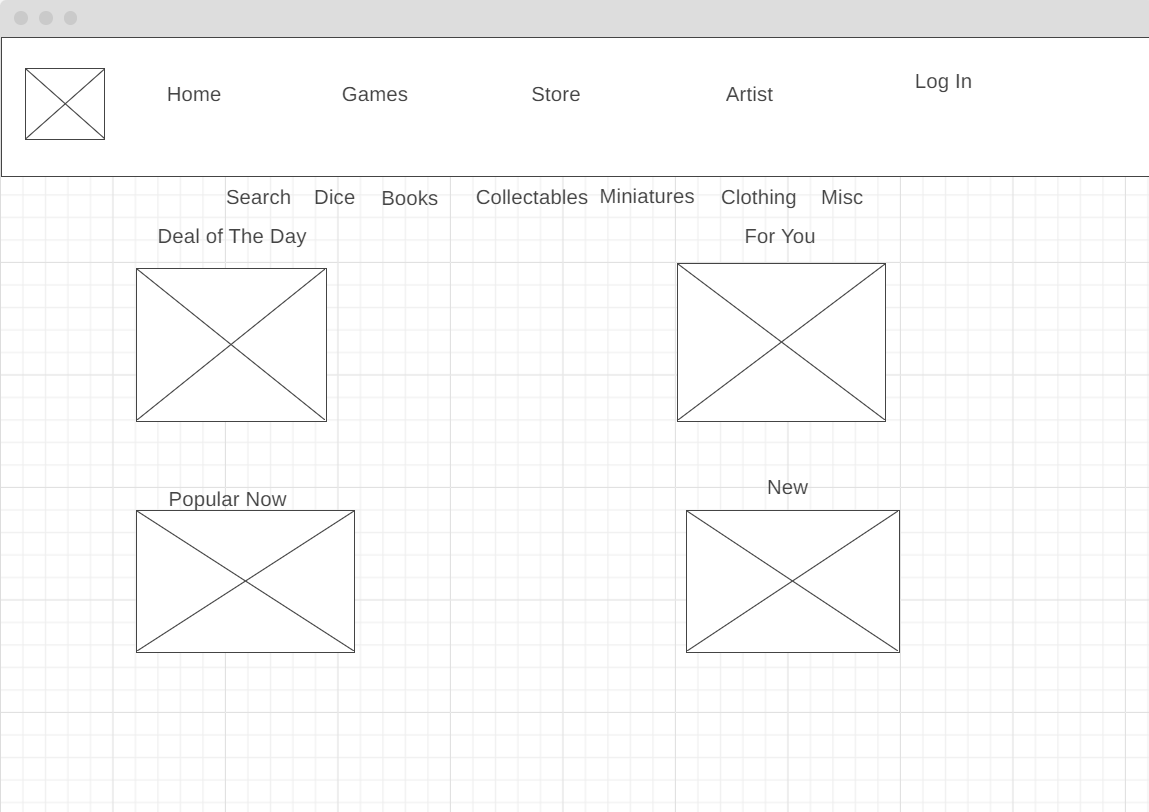 Home Games Store Artist Log In
Search Dice Books Collectables Miniatures Clothing Misc
Deal of The Day For You
Popular Now New